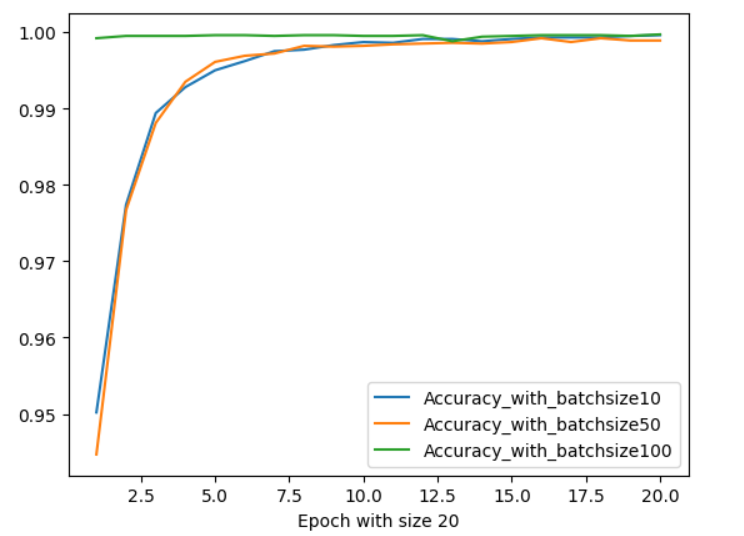 1.00
0.99
0.98
0.97
0.96
0.95
Accuracy_with_batchsize10
Accuracy_with_batchsize50
Accuracy_with_batchsize100
2.5 5.0 7.5 10.0 12.5 15.0 17.5 20.0
Epoch with size 20